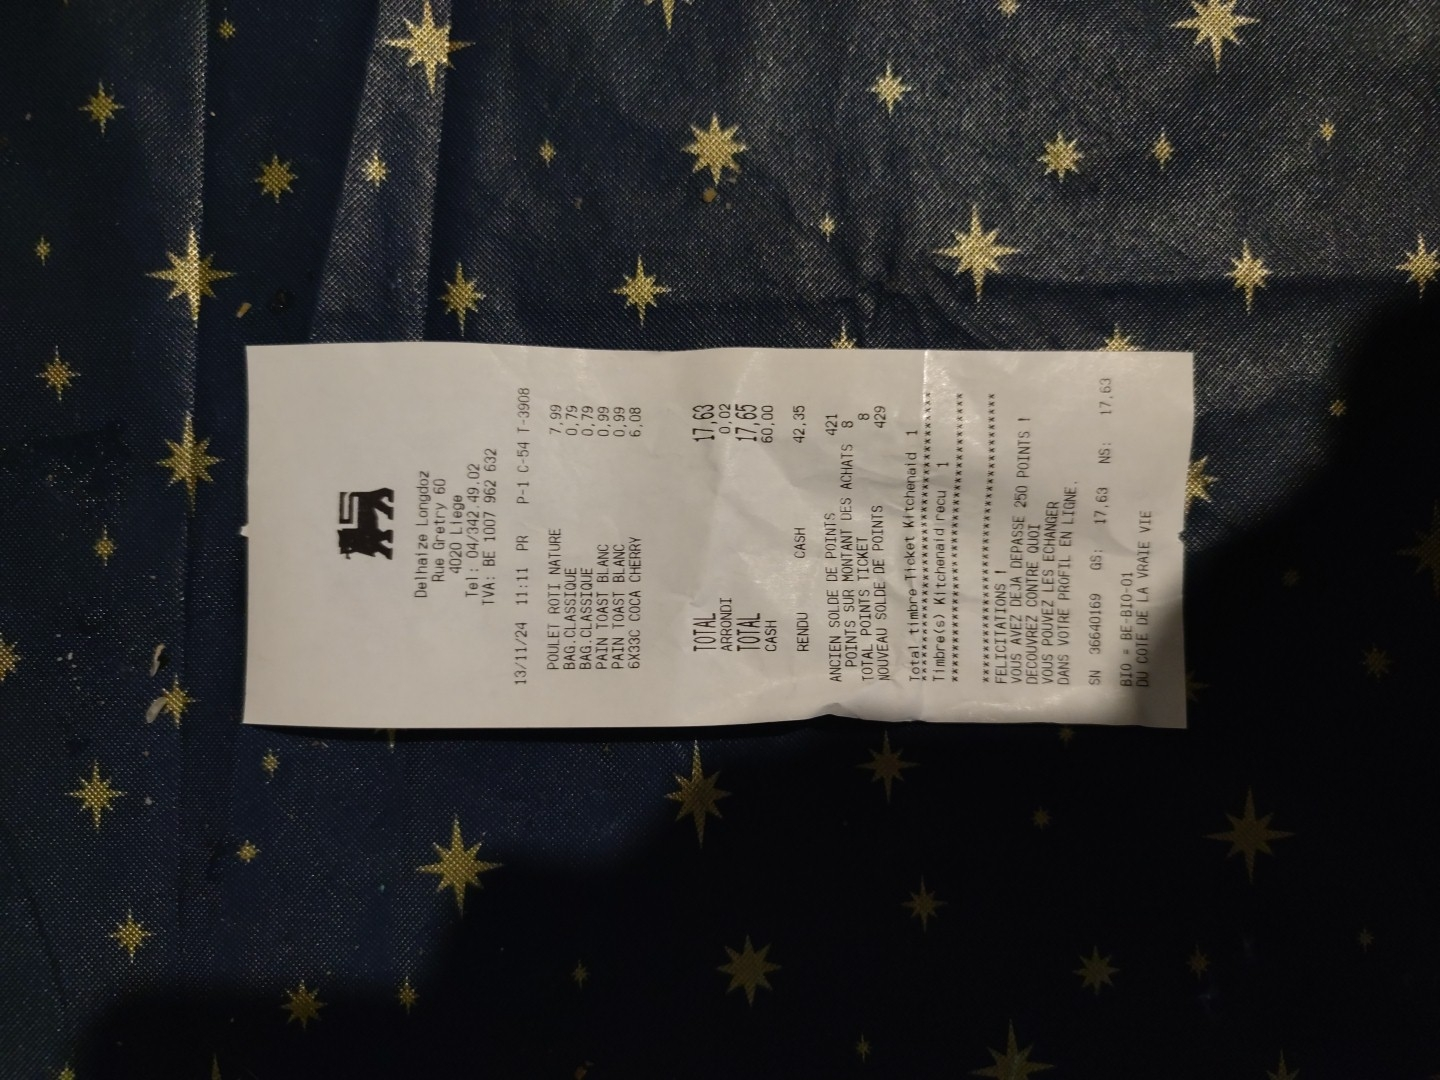 Delhaize Longdoz
Rue Gretry 60
4020 Liege
Tel: 04/342.49.02
TVA: BE 1007 962 632
13/11/24 11:11 PR P-1 C-54 T-3908
POULET ROTI NATURE 7,99
BAG.CLASSIQUE 0,79
BAG.CLASSIQUE 0,79
PAIN TOAST BLANC 0,99
PAIN TOAST BLANC 0,99
6X33C COCA CHERRY 6,08
TOTAL 17,63
ARRONDI 0,02
TOTAL 17,65
CASH 60,00
RENDU CASH 42,35
ANCIEN SOLDE DE POINTS 421
POINTS SUR MONTANT DES ACHATS 8
TOTAL POINTS TICKET 8
NOUVEAU SOLDE DE POINTS 429
Total timbre Ticket Kitchenaid 1
****************************************
Timbre(s) Kitchenaid recu 1
****************************************
****************************************
FELICITATIONS !
VOUS AVEZ DEJA DEPASSE 250 POINTS !
DECOUVREZ CONTRE QUOI
VOUS POUVEZ LES ECHANGER
DANS VOTRE PROFIL EN LIGNE.
SN 36640169 GS: 17,63 NS: 17,63
BIO = BE-BIO-01
DU COTE DE LA VRAIE VIE